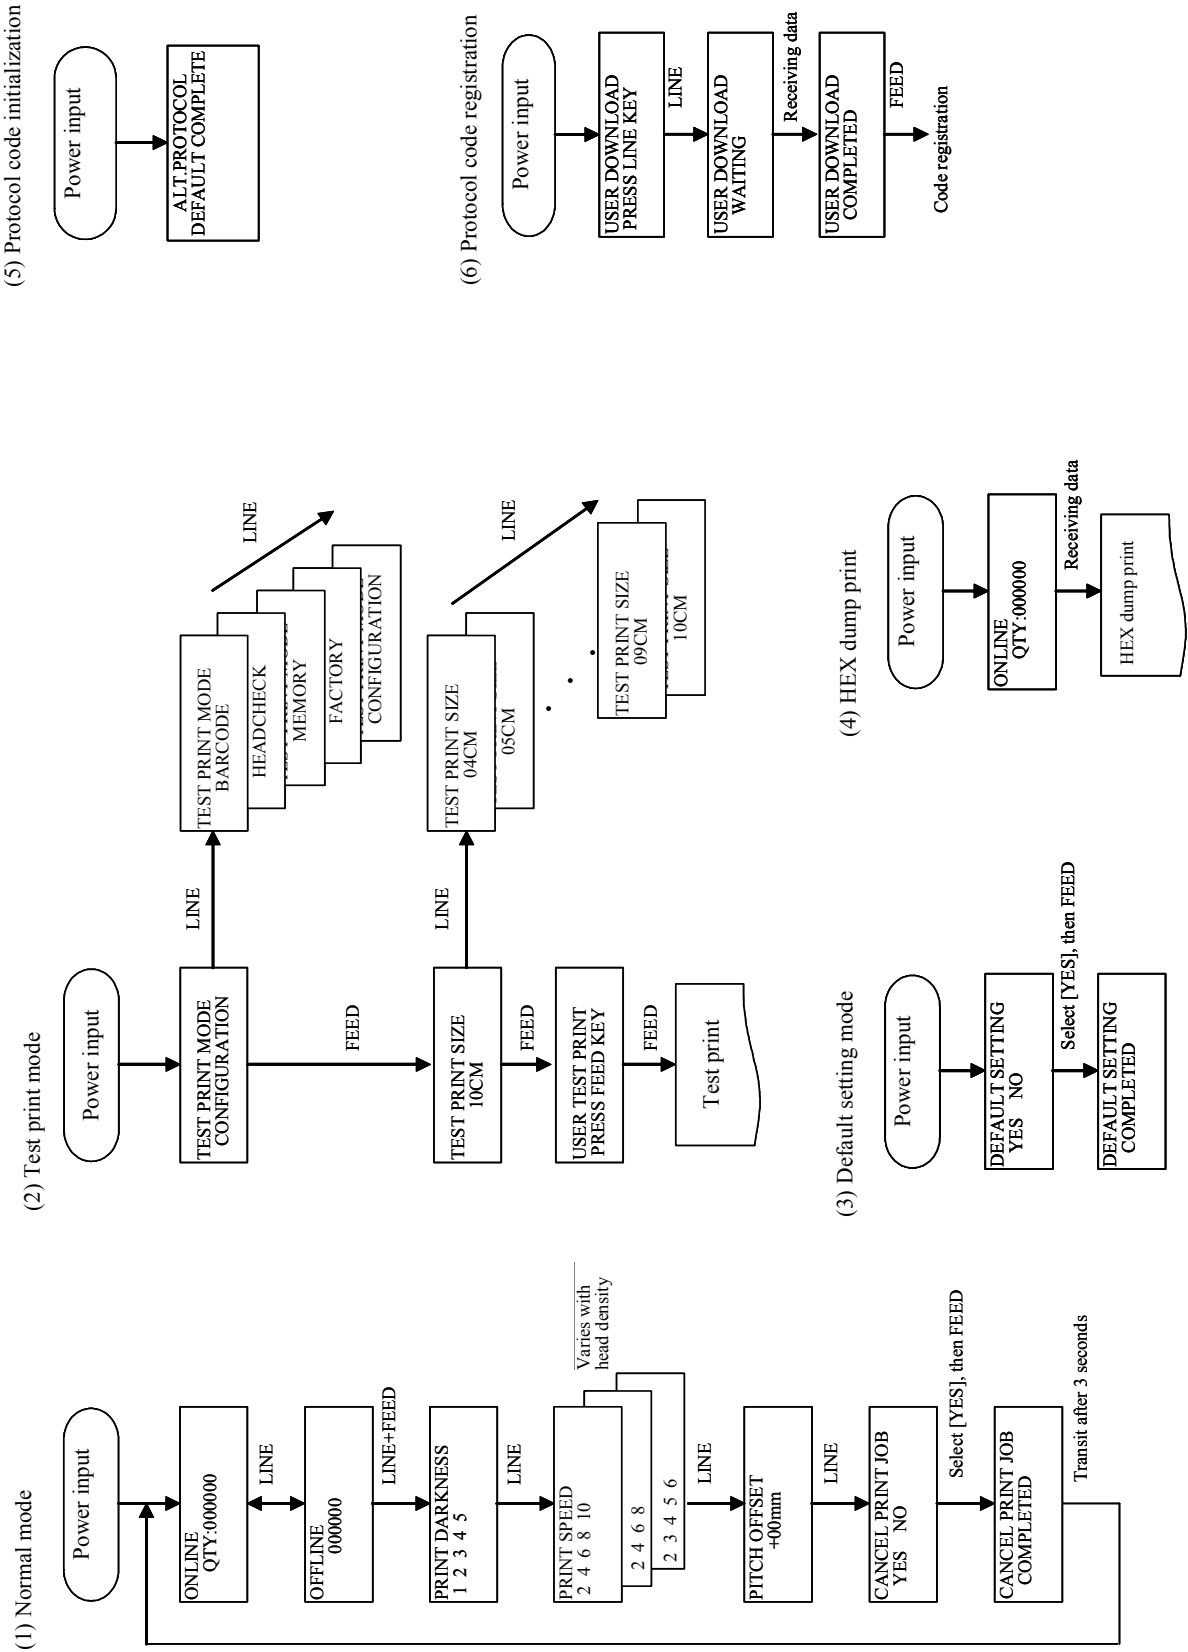 (1) Normal mode
Power input
ONLINE
QTY:000000
LINE
OFFLINE
000000
LINE+FEED
PRINT DARKNESS
1 2 3 4 5
LINE
PRINT SPEED
2 4 6 8 10
2 4 6 8
2 3 4 5 6
Varies with
head density
LINE
PITCH OFFSET
+00mm
LINE
CANCEL PRINT JOB
YES NO
Select [YES], then FEED
CANCEL PRINT JOB
COMPLETED
Transit after 3 seconds
(2) Test print mode
Power input
TEST PRINT MODE
CONFIGURATION
LINE
TEST PRINT MODE
BARCODE
HEADCHECK
MEMORY
FACTORY
CONFIGURATION
LINE
FEED
TEST PRINT SIZE
10CM
LINE
TEST PRINT SIZE
04CM
05CM
TEST PRINT SIZE
09CM
10CM
LINE
FEED
USER TEST PRINT
PRESS FEED KEY
FEED
Test print
(3) Default setting mode
Power input
DEFAULT SETTING
YES NO
Select [YES], then FEED
DEFAULT SETTING
COMPLETED
(4) HEX dump print
Power input
ONLINE
QTY:000000
Receiving data
HEX dump print
(5) Protocol code initialization
Power input
ALT.PROTOCOL
DEFAULT COMPLETE
(6) Protocol code registration
Power input
USER DOWNLOAD
PRESS LINE KEY
LINE
USER DOWNLOAD
WAITING
Receiving data
USER DOWNLOAD
COMPLETED
FEED
Code registration